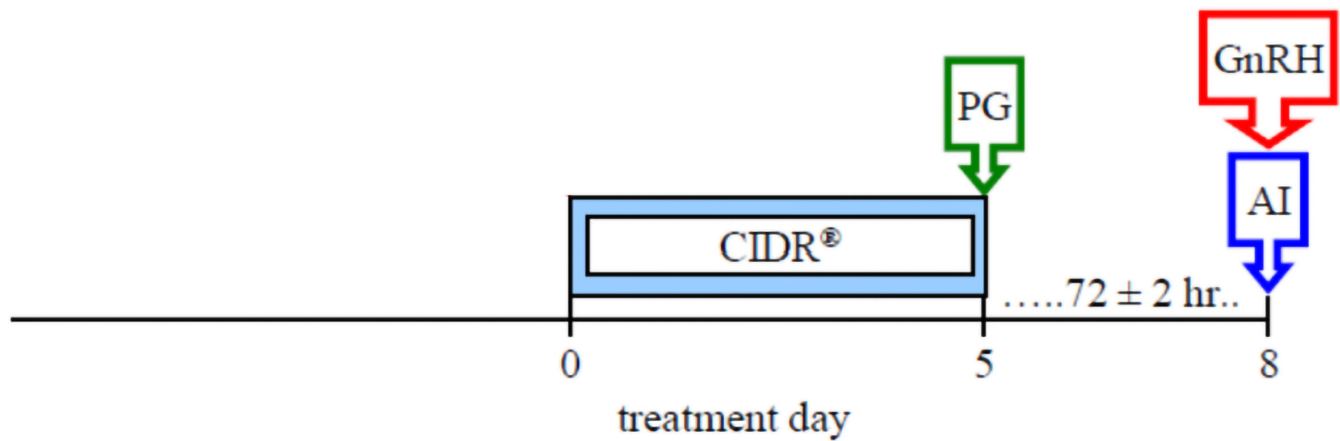 GnRH
PG
AI
CIDR®
.....72 ± 2 hr..
0 5 8
treatment day